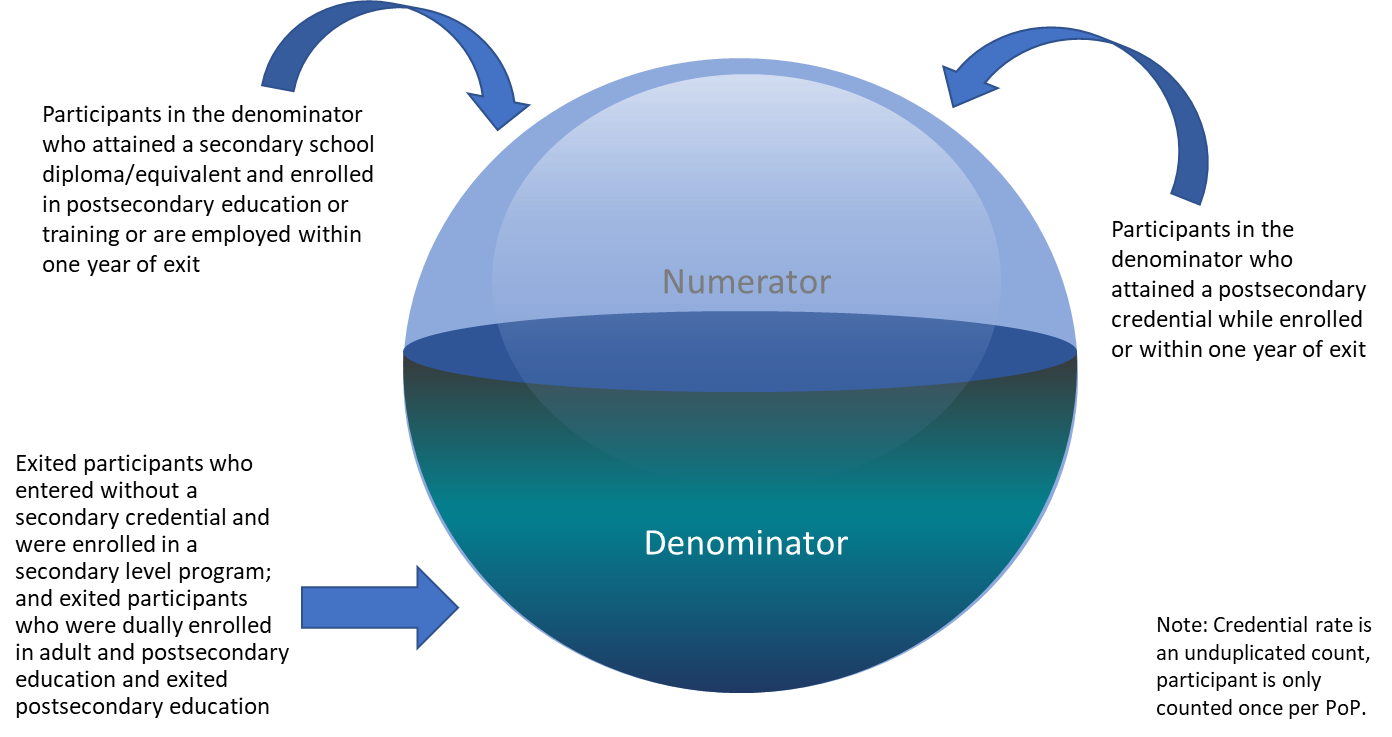 Participants in the denominator
who attained a secondary school
diploma/equivalent and enrolled
in postsecondary education or
training or are employed within
one year of exit
Participants in the
denominator who
attained a postsecondary
credential while enrolled
or within one year of exit
Numerator
Denominator
Exited participants who
entered without a
secondary credential and
were enrolled in a
secondary level program;
and exited participants
who were dually enrolled
in adult and postsecondary
education and exited
postsecondary education
Note: Credential rate is
an unduplicated count,
participant is only
counted once per PoP.